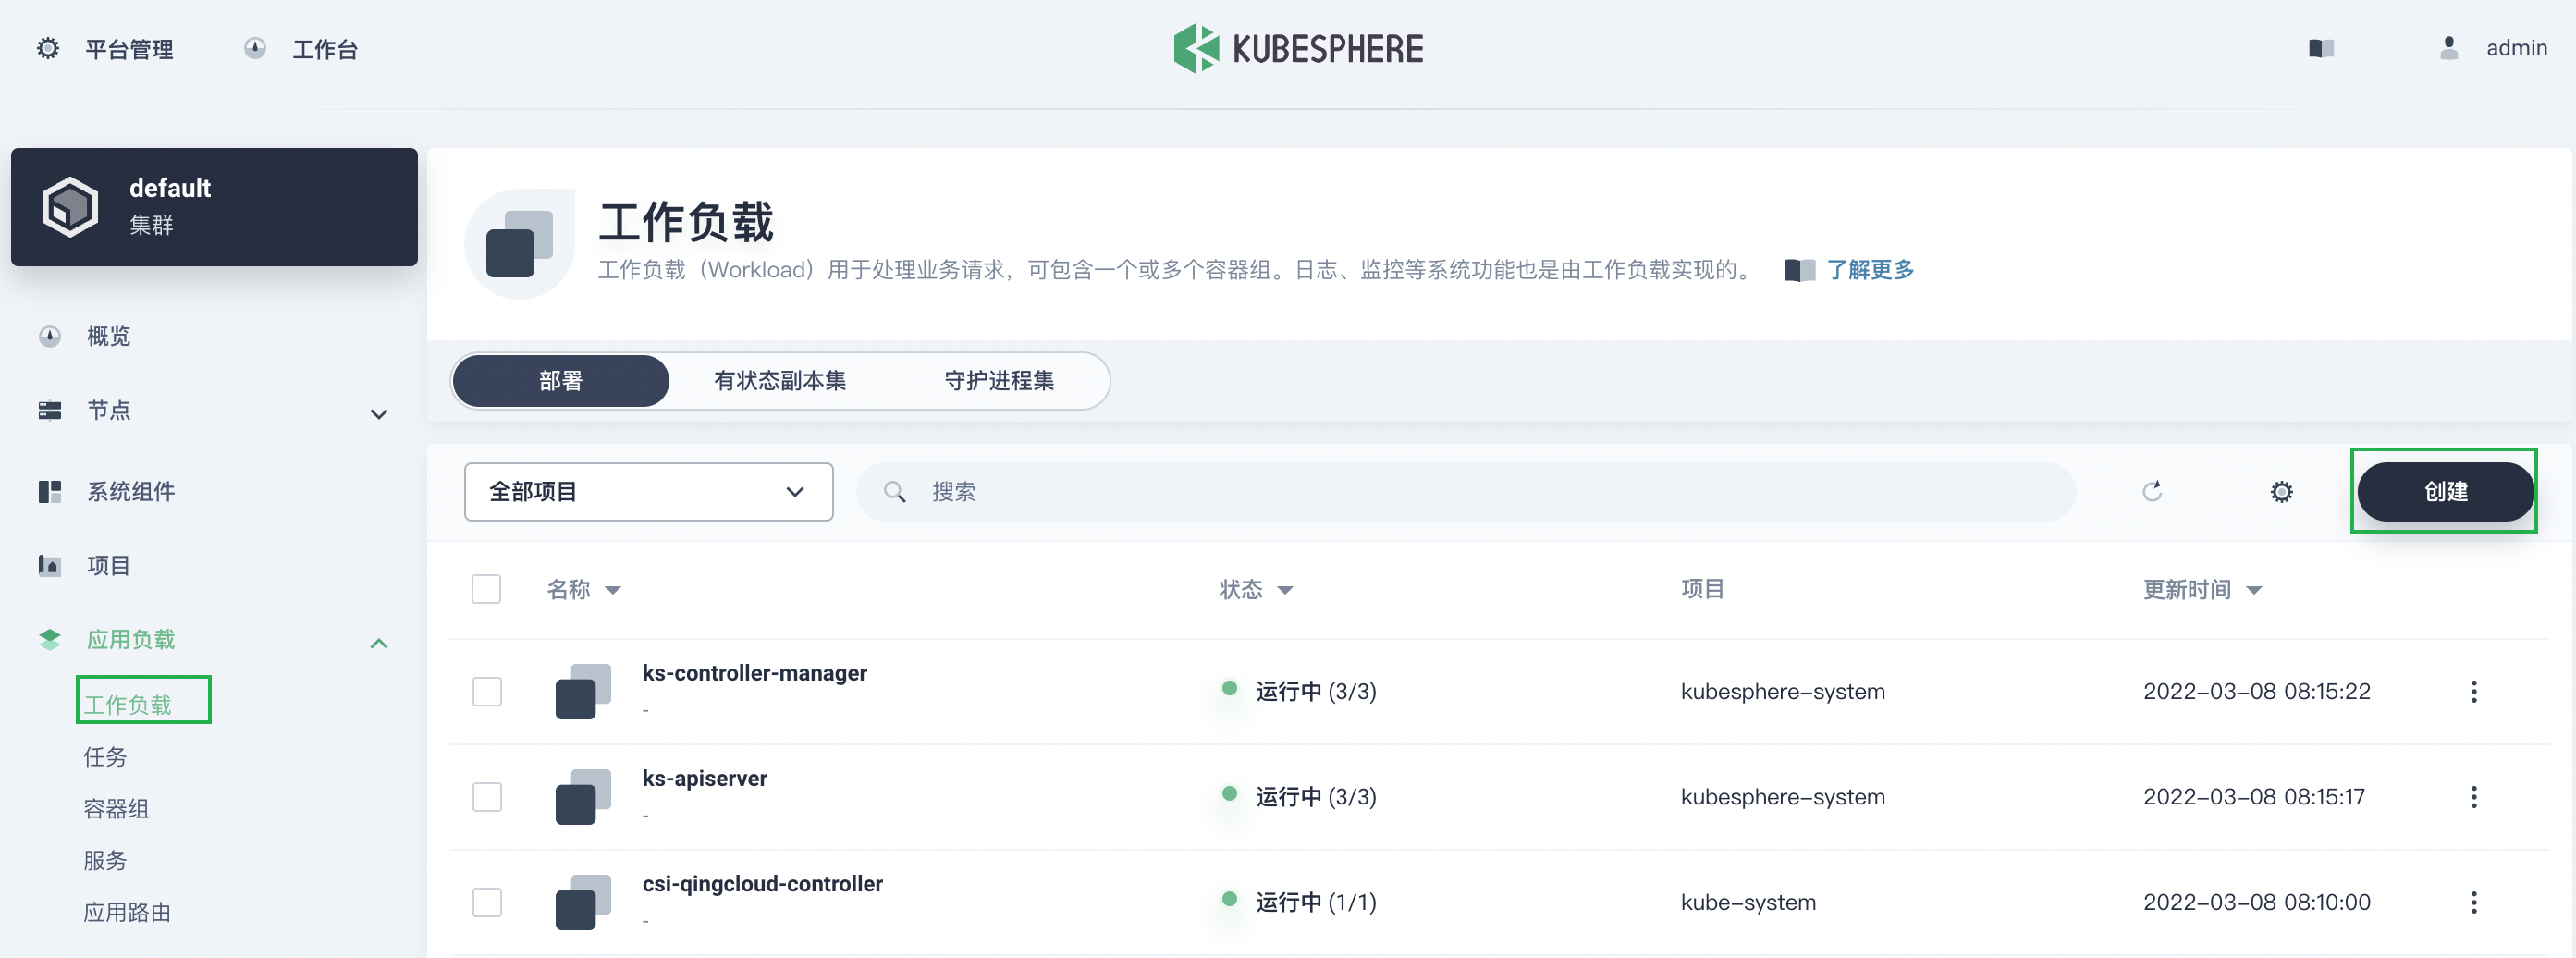 平台管理
工作台
KUBESPHERE
admin
default
集群
概览
节点
系统组件
项目
应用负载
工作负载
任务
容器组
服务
应用路由
工作负载
工作负载（Workload）用于处理业务请求，可包含一个或多个容器组。日志、监控等系统功能也是由工作负载实现的。 了解更多
部署 有状态副本集 守护进程集
全部项目 搜索 创建
名称 状态 项目 更新时间
ks-controller-manager
-
运行中 (3/3) kubesphere-system 2022-03-08 08:15:22
ks-apiserver
-
运行中 (3/3) kubesphere-system 2022-03-08 08:15:17
csi-qingcloud-controller
-
运行中 (1/1) kube-system 2022-03-08 08:10:00